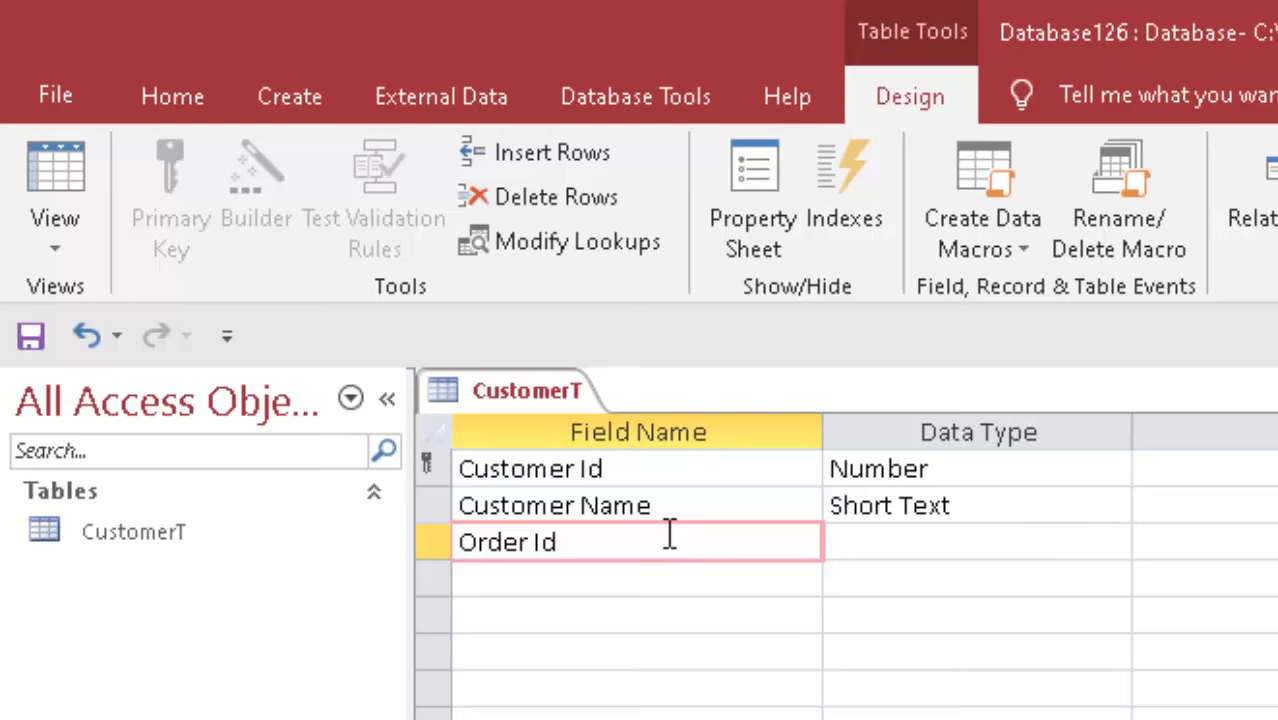 Table Tools
Database126 : Database- C:\
File
Home
Create
External Data
Database Tools
Help
Design
Tell me what you wan
View
Views
Primary Key
Builder
Test Validation Rules
Insert Rows
Delete Rows
Modify Lookups
Tools
Property Sheet
Indexes
Show/Hide
Create Data Macros
Rename/ Delete Macro
Field, Record & Table Events
Relat
All Access Obje...
Search...
Tables
CustomerT
CustomerT
Field Name
Data Type
Customer Id
Number
Customer Name
Short Text
Order Id